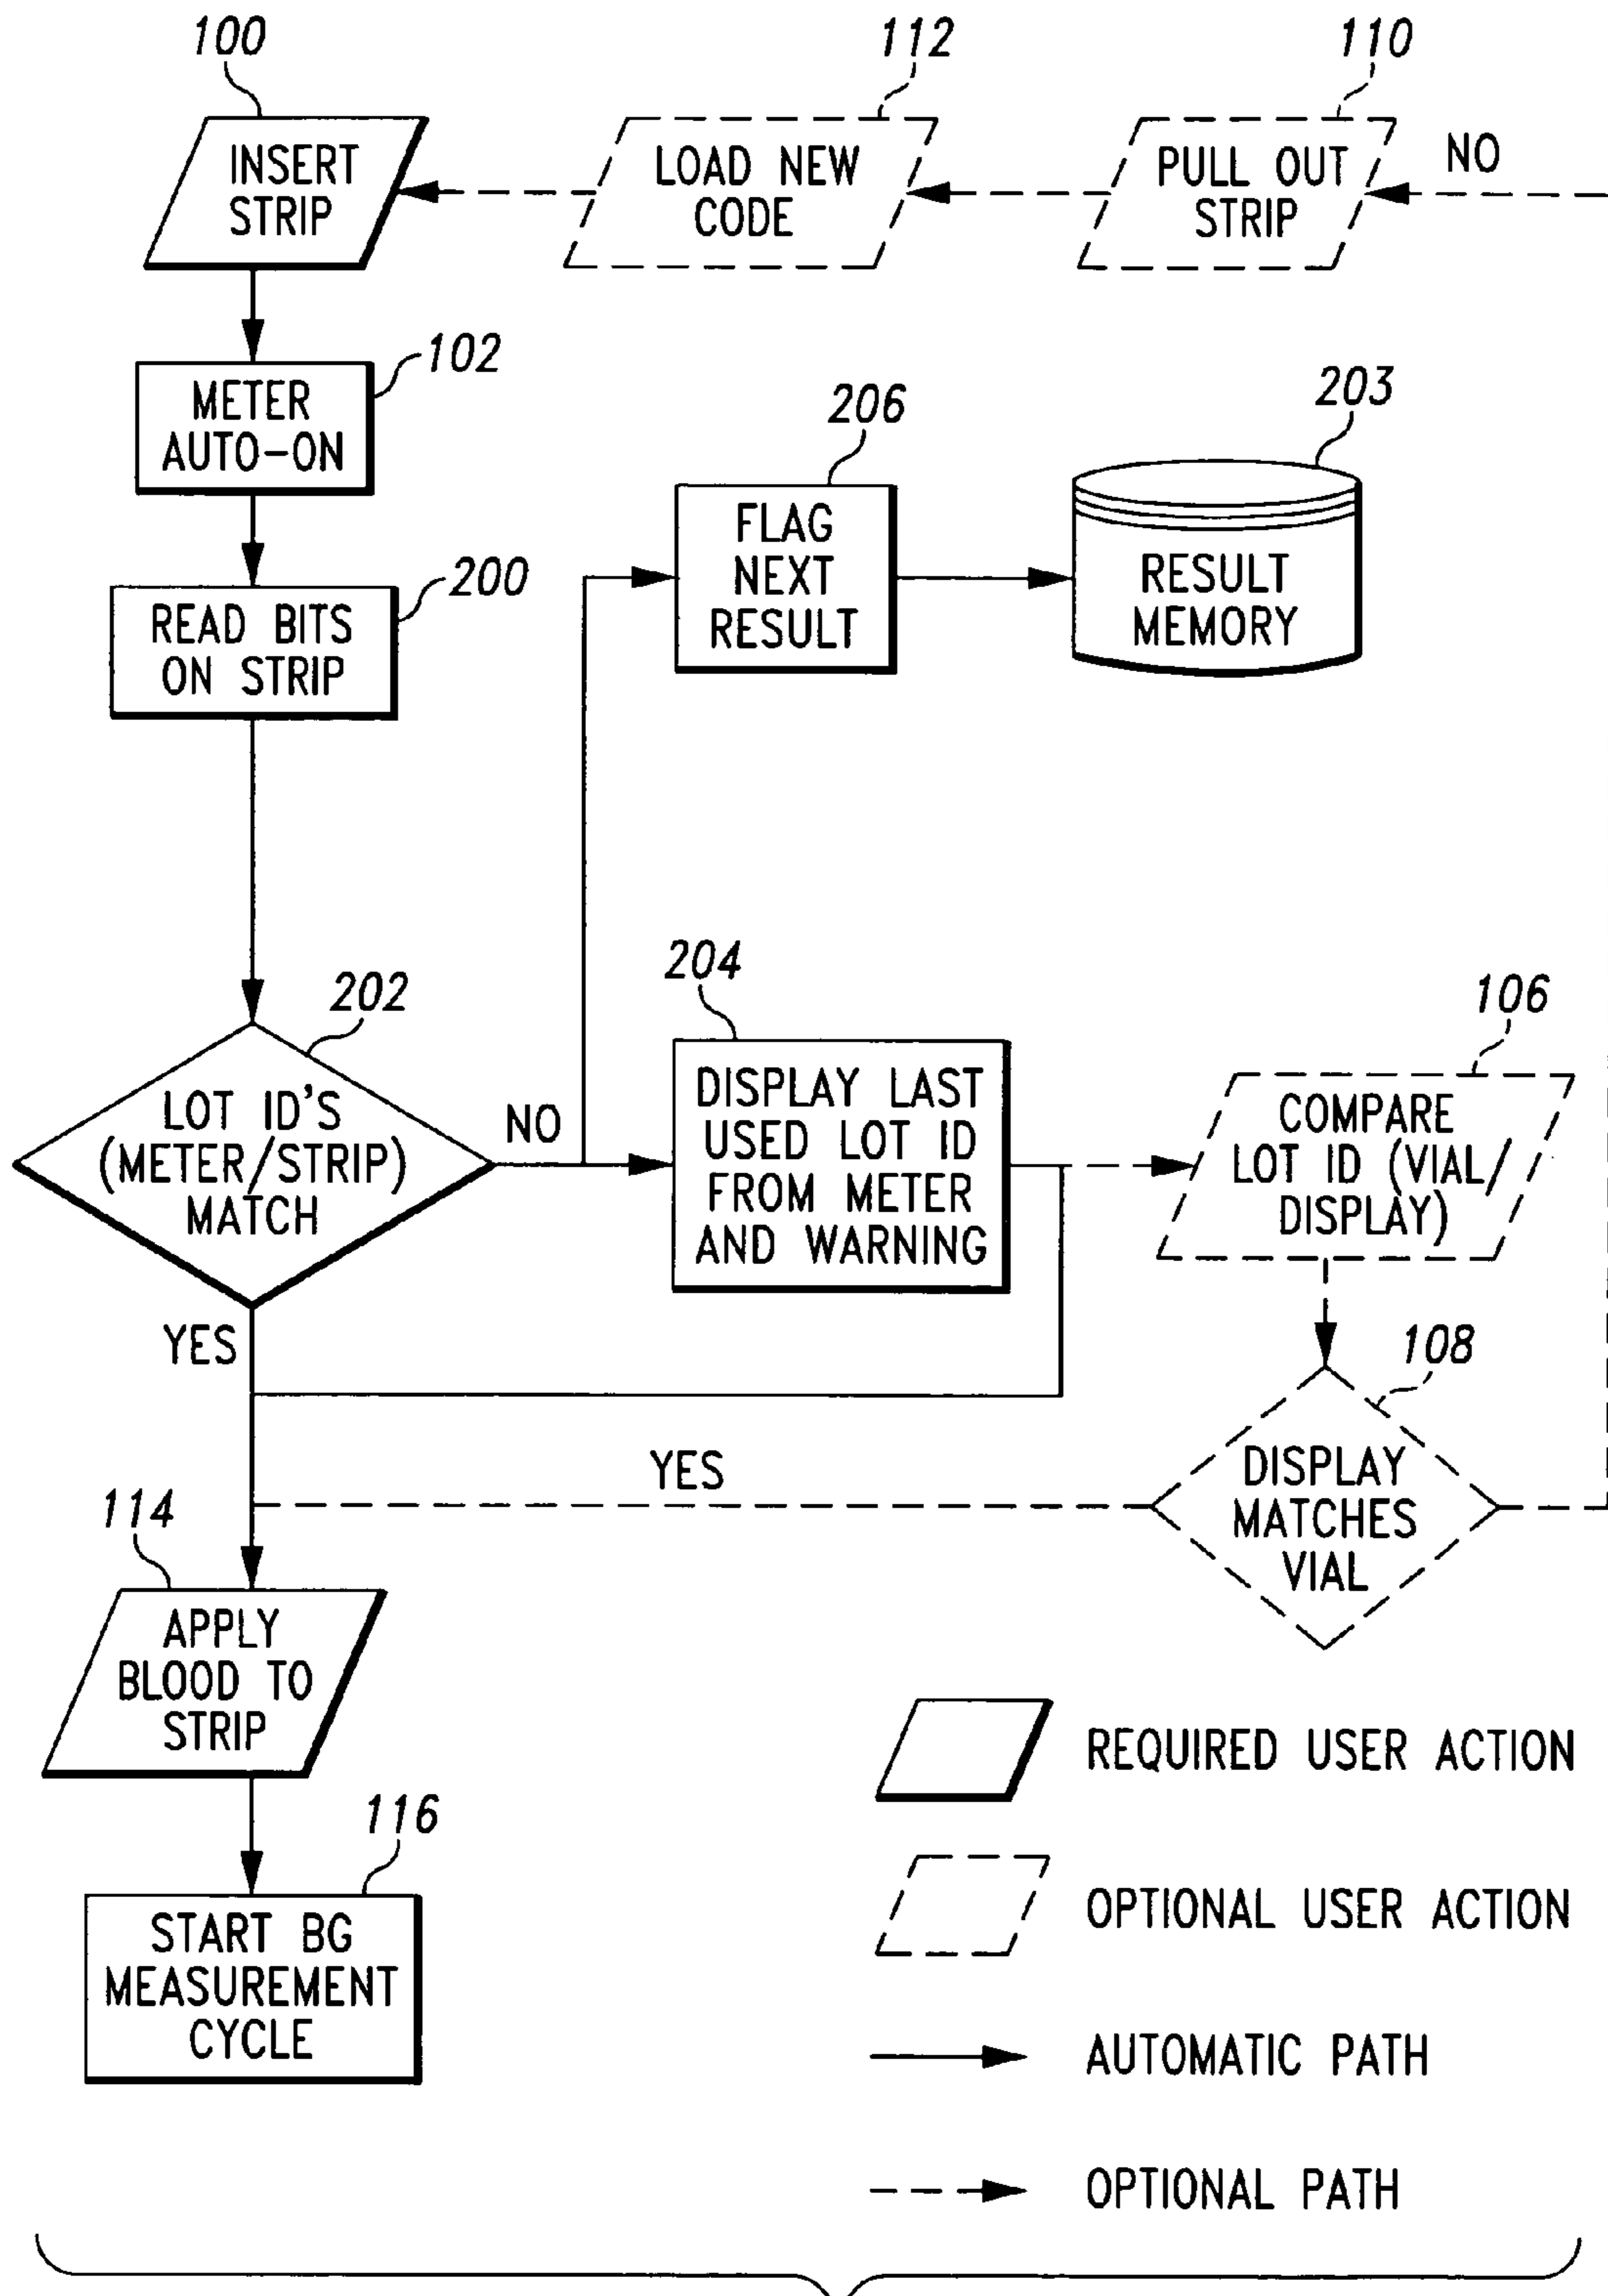 100
112
110
INSERT
STRIP
LOAD NEW
CODE
PULL OUT
STRIP
NO
102
METER
AUTO-ON
206
203
FLAG
NEXT
RESULT
RESULT
MEMORY
200
READ BITS
ON STRIP
202
LOT ID'S
(METER/STRIP)
MATCH
NO
YES
204
DISPLAY LAST
USED LOT ID
FROM METER
AND WARNING
106
COMPARE
LOT ID (VIAL/
DISPLAY)
108
DISPLAY
MATCHES
VIAL
YES
114
APPLY
BLOOD TO
STRIP
116
START BG
MEASUREMENT
CYCLE
REQUIRED USER ACTION
OPTIONAL USER ACTION
AUTOMATIC PATH
OPTIONAL PATH